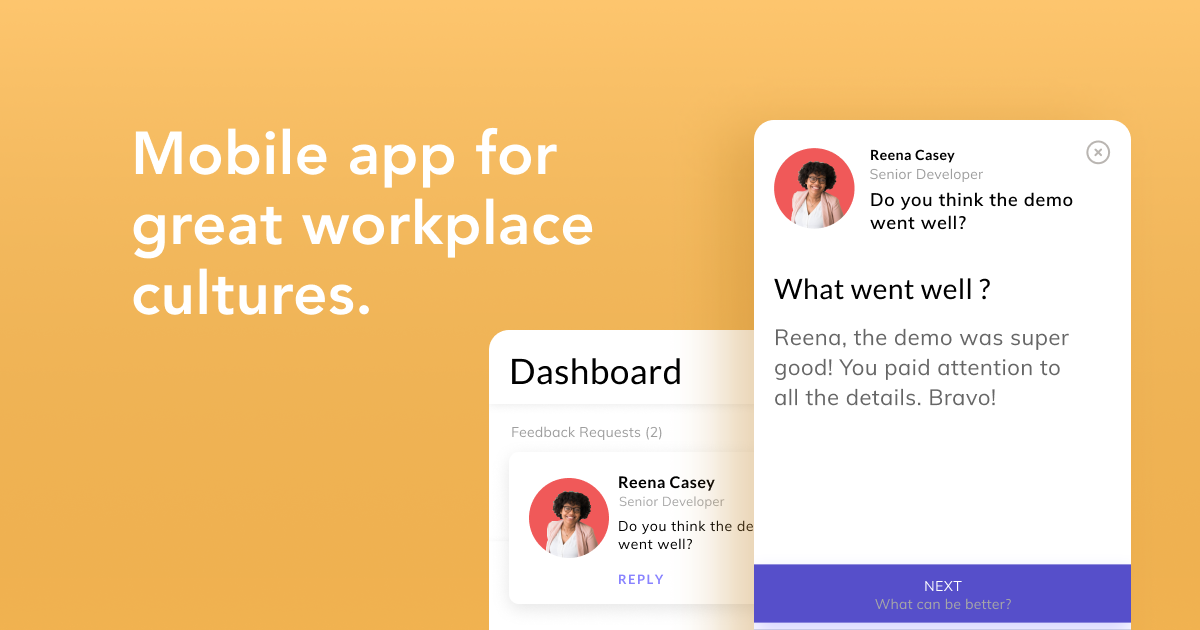 Mobile app for
great workplace
cultures.
Dashboard
Feedback Requests (2)
Reena Casey
Senior Developer
Do you think the de
went well?
REPLY
Reena Casey
Senior Developer
Do you think the demo
went well?
What went well ?
Reena, the demo was super
good! You paid attention to
all the details. Bravo!
NEXT
What can be better?